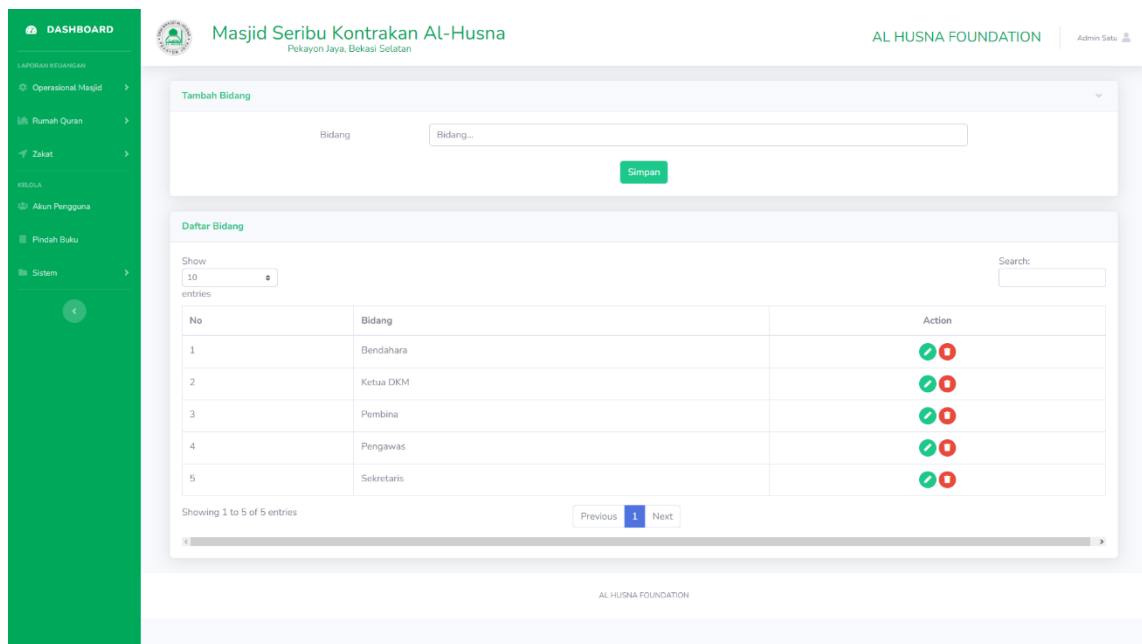 DASHBOARD
LAPORAN KEUANGAN
Operasional Masjid
Rumah Quran
Zakat
KELOLA
Akun Pengguna
Pindah Buku
Sistem
Masjid Seribu Kontrakan Al-Husna
Pekayon Jaya, Bekasi Selatan
AL HUSNA FOUNDATION
Admin Satu
Tambah Bidang
Bidang
Bidang...
Simpan
Daftar Bidang
Show
10
entries
Search:
No Bidang Action
1 Bendahara
2 Ketua DKM
3 Pembina
4 Pengawas
5 Sekretaris
Showing 1 to 5 of 5 entries
Previous 1 Next
AL HUSNA FOUNDATION